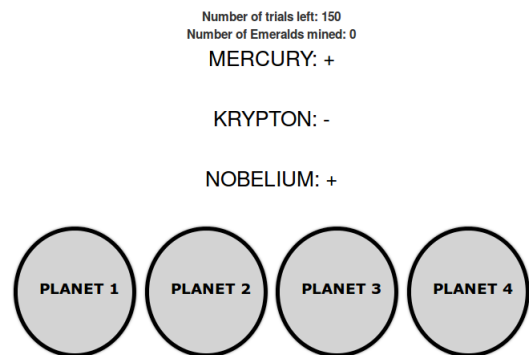 Number of trials left: 150
Number of Emeralds mined: 0
MERCURY: +
KRYPTON: -
NOBELIUM: +
PLANET 1 PLANET 2 PLANET 3 PLANET 4